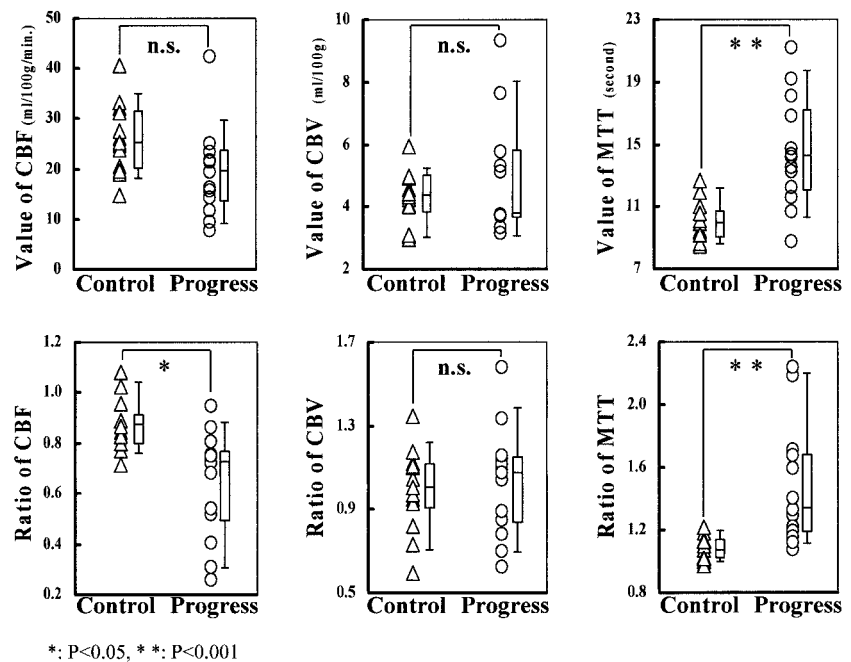 Value of CBF (ml/100g/min.)
50
40
30
20
10
0
n.s.
Control Progress
Value of CBV (ml/100g)
10
8
6
4
2
n.s.
Control Progress
Value of MTT (second)
23
19
15
11
7
* *
Control Progress
Ratio of CBF
1.2
1.0
0.8
0.6
0.4
0.2
*
Control Progress
Ratio of CBV
1.7
1.3
0.9
0.5
n.s.
Control Progress
Ratio of MTT
2.4
2.0
1.6
1.2
0.8
* *
Control Progress
*: P<0.05, * *: P<0.001